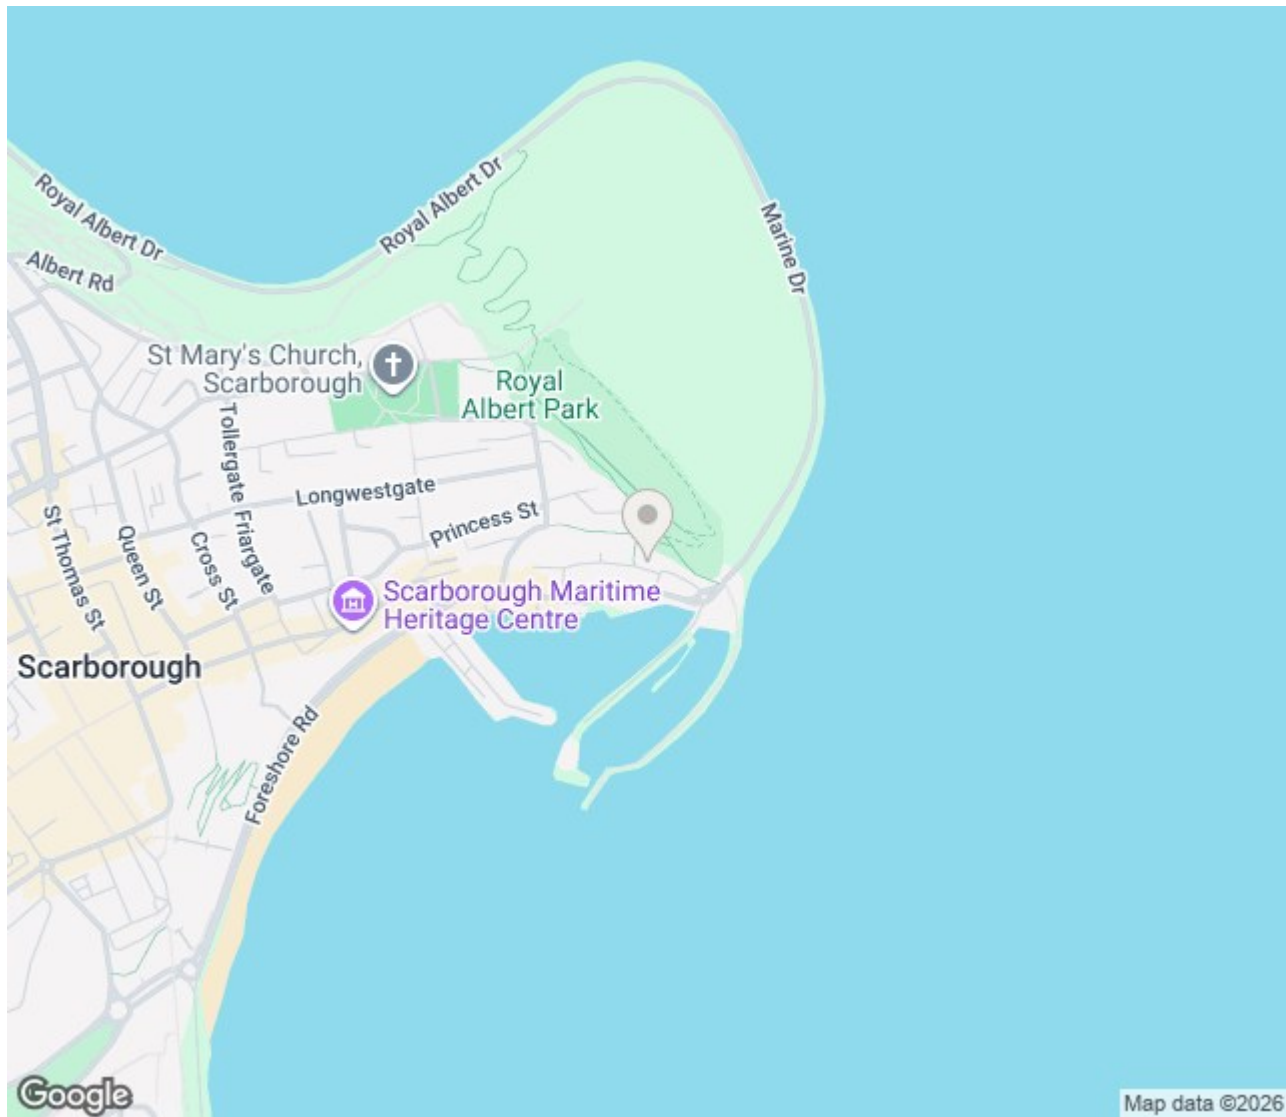 Royal Albert Dr
Royal Albert Dr
Marine Dr
Albert Rd
St Mary's Church,
Scarborough
Royal
Albert Park
Tollergate
Friargate
Longwestgate
Princess St
St Thomas St
Queen St
Cross St
Scarborough Maritime
Heritage Centre
Scarborough
Foreshore Rd
Google
Map data ©2026